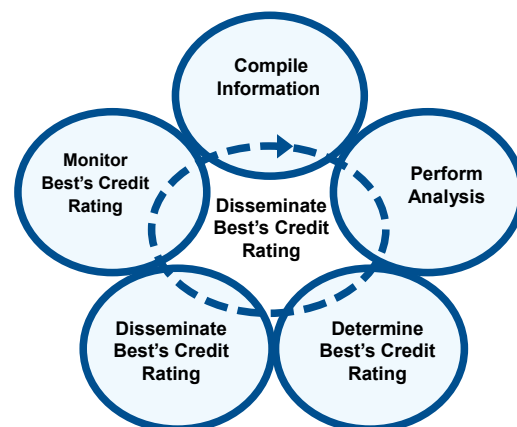 Compile
Information
Monitor
Best's Credit
Rating
Perform
Analysis
Disseminate
Best's Credit
Rating
Disseminate
Best's Credit
Rating
Determine
Best's Credit
Rating